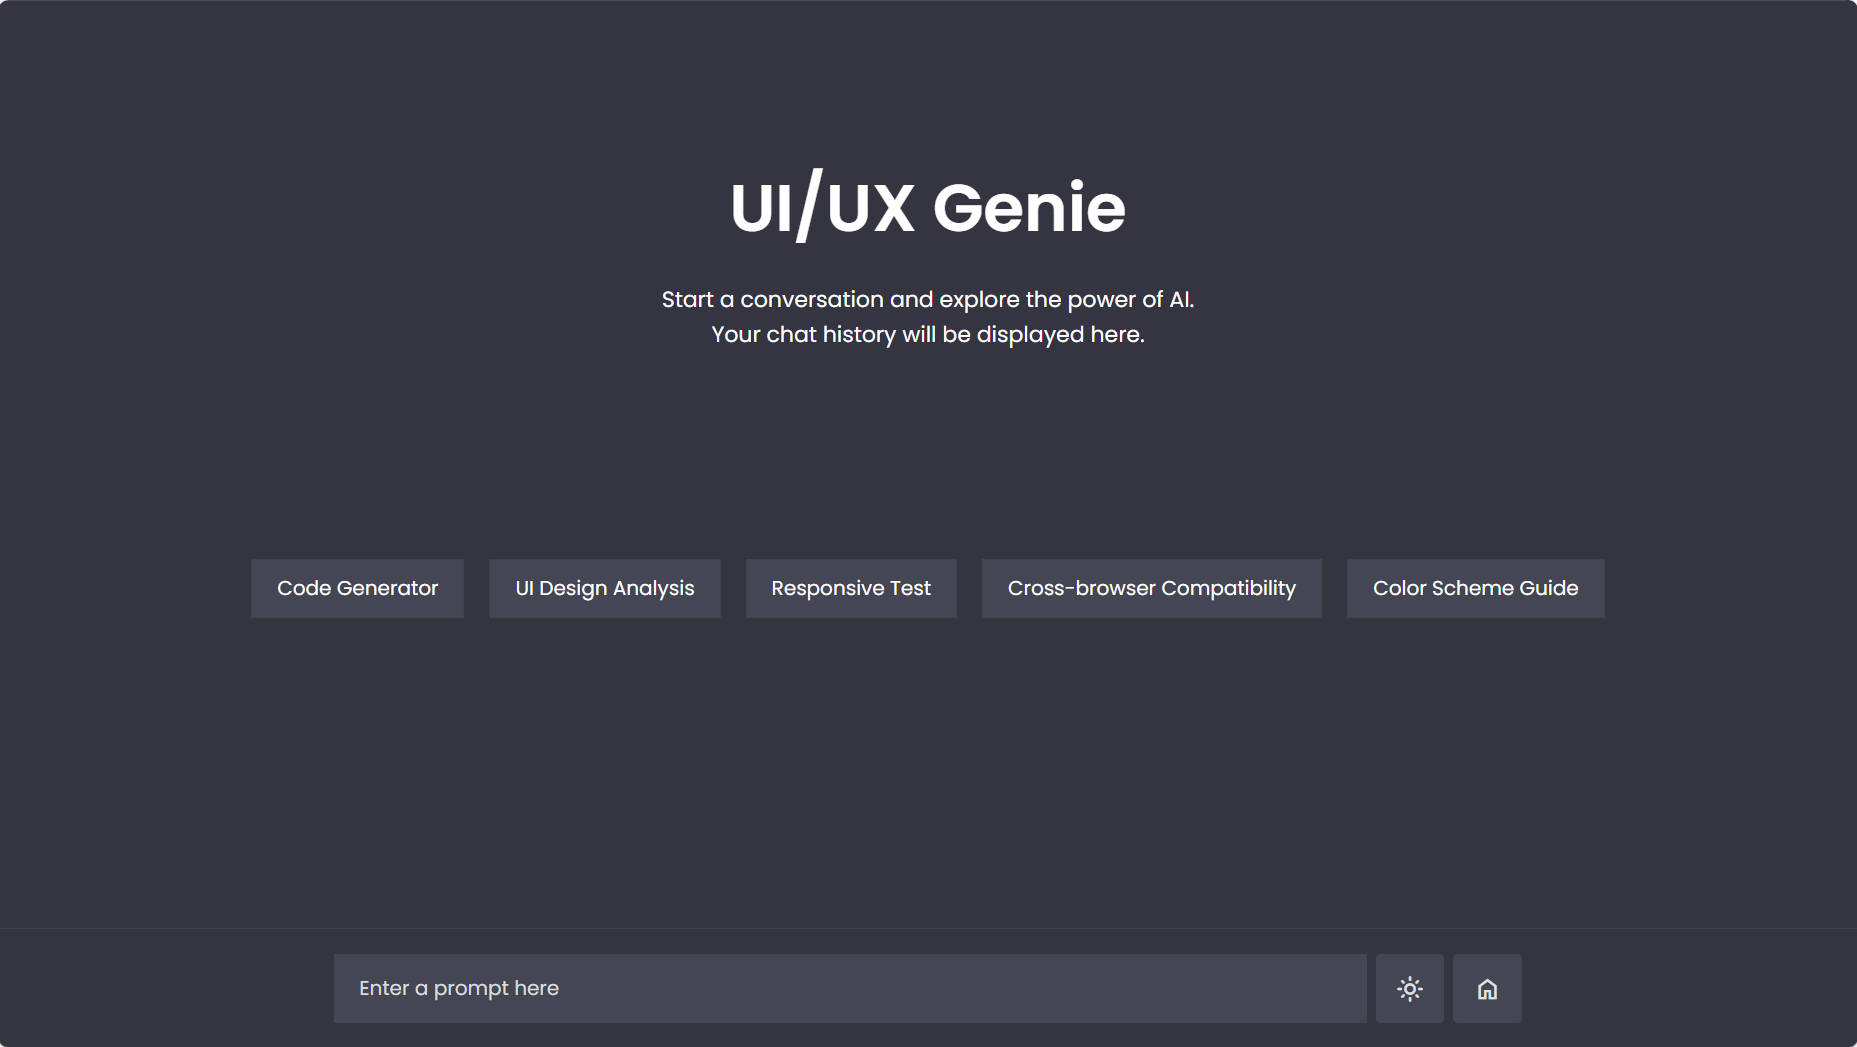 UI/UX Genie
Start a conversation and explore the power of AI.
Your chat history will be displayed here.
Code Generator
UI Design Analysis
Responsive Test
Cross-browser Compatibility
Color Scheme Guide
Enter a prompt here